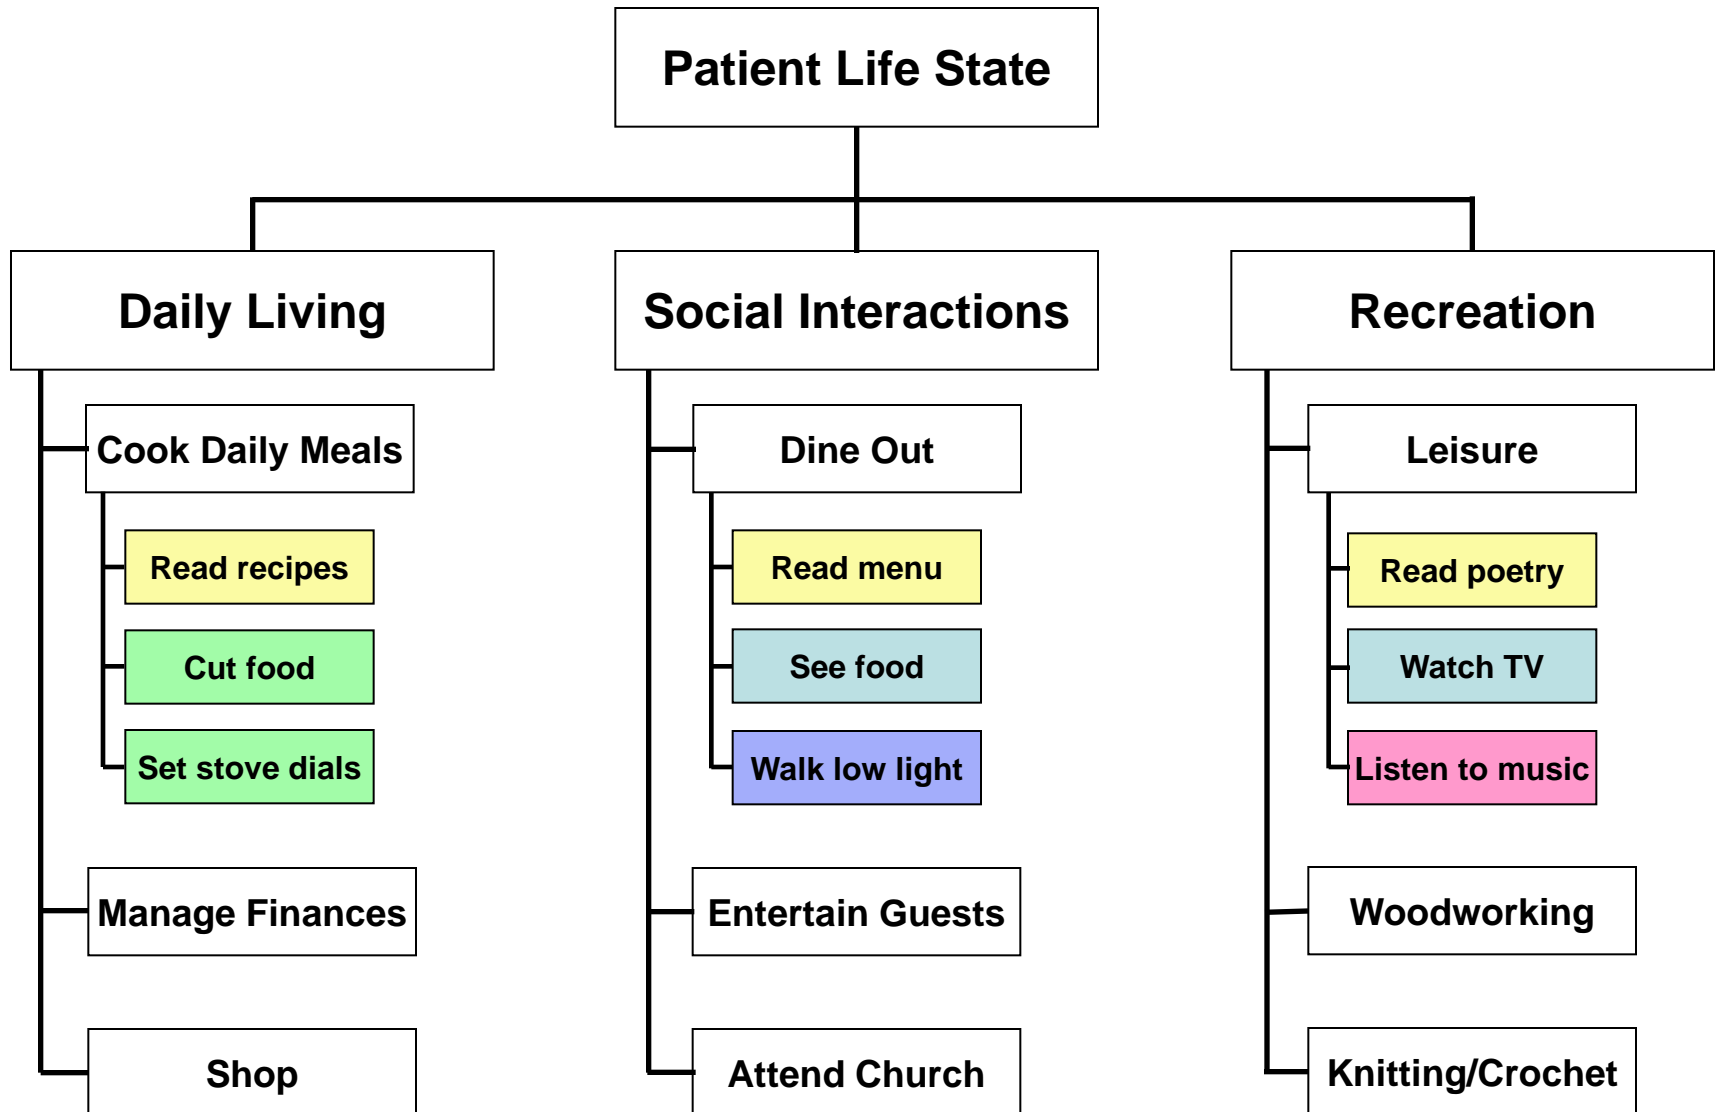 Patient Life State
Daily Living
Social Interactions
Recreation
Cook Daily Meals
Read recipes
Cut food
Set stove dials
Manage Finances
Shop
Dine Out
Read menu
See food
Walk low light
Entertain Guests
Attend Church
Leisure
Read poetry
Watch TV
Listen to music
Woodworking
Knitting/Crochet